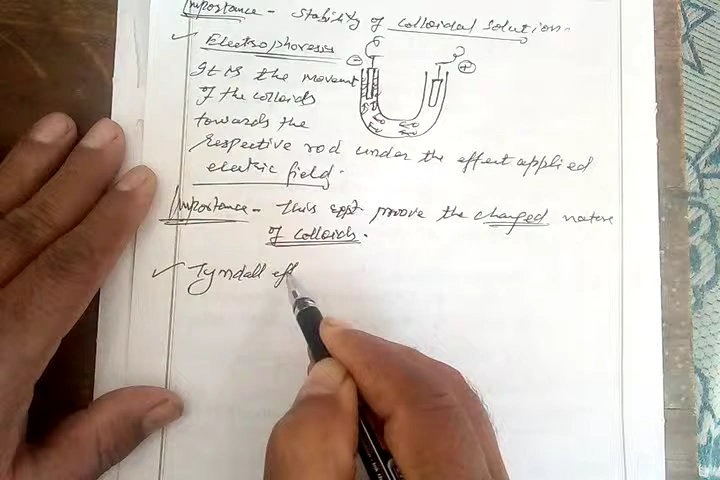 Importance - Stability of colloidal solution.
Electrophoresis
It is the movement
of the colloids
towards the
respective rod under the effect applied
electric field.
Importance - This expt. proove the charged nature
of colloids.
Tyndall eff